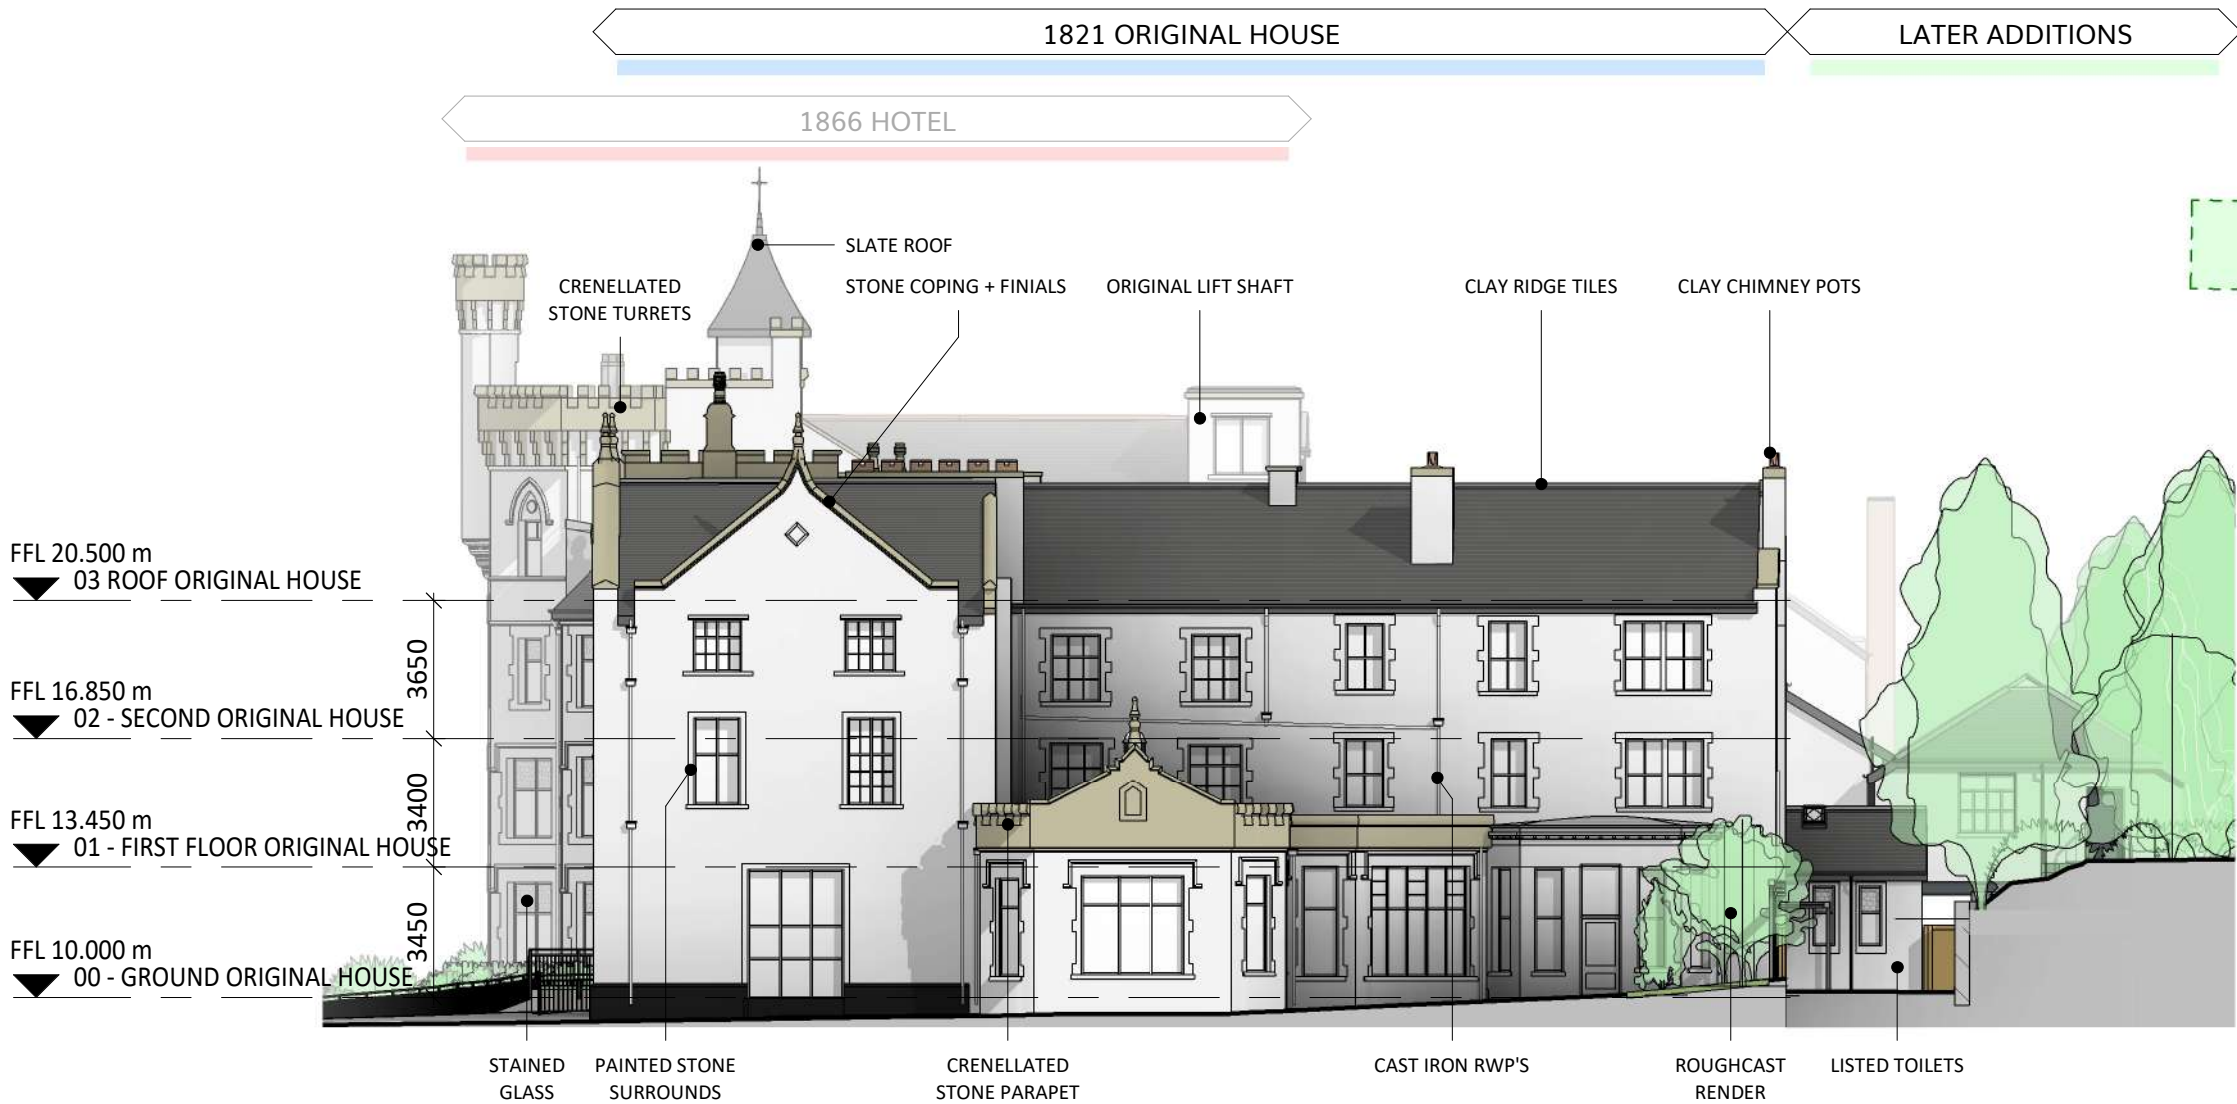 1821 ORIGINAL HOUSE
LATER ADDITIONS
1866 HOTEL
SLATE ROOF
CRENELLATED
STONE TURRETS
STONE COPING + FINIALS
ORIGINAL LIFT SHAFT
CLAY RIDGE TILES
CLAY CHIMNEY POTS
FFL 20.500 m
03 ROOF ORIGINAL HOUSE
3650
FFL 16.850 m
02 - SECOND ORIGINAL HOUSE
3400
FFL 13.450 m
01 - FIRST FLOOR ORIGINAL HOUSE
3450
FFL 10.000 m
00 - GROUND ORIGINAL HOUSE
STAINED
GLASS
PAINTED STONE
SURROUNDS
CRENELLATED
STONE PARAPET
CAST IRON RWP'S
ROUGHCAST
RENDER
LISTED TOILETS